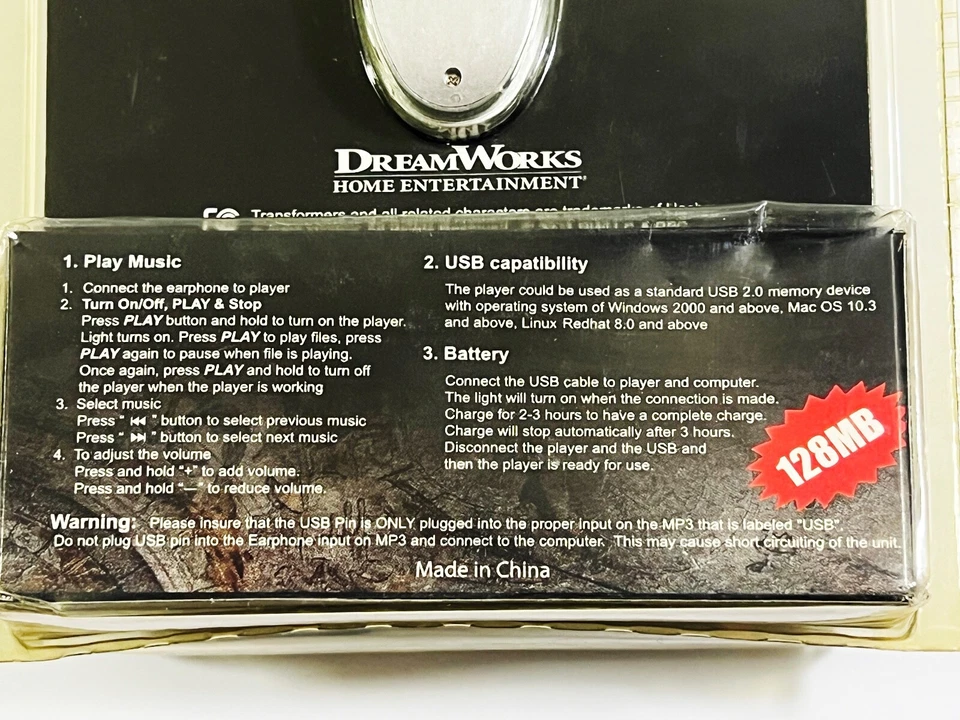 DREAMWORKS
HOME ENTERTAINMENT
Transformers and all related characters are trademarks of
1. Play Music
1. Connect the earphone to player
2. Turn On/Off, PLAY & Stop
Press PLAY button and hold to turn on the player.
Light turns on. Press PLAY to play files, press
PLAY again to pause when file is playing.
Once again, press PLAY and hold to turn off
the player when the player is working
3. Select music
Press “ ⏮ ” button to select previous music
Press “ ⏭ ” button to select next music
4. To adjust the volume
Press and hold “+” to add volume.
Press and hold “—” to reduce volume.
2. USB capatibility
The player could be used as a standard USB 2.0 memory device
with operating system of Windows 2000 and above, Mac OS 10.3
and above, Linux Redhat 8.0 and above
3. Battery
Connect the USB cable to player and computer.
The light will turn on when the connection is made.
Charge for 2-3 hours to have a complete charge.
Charge will stop automatically after 3 hours.
Disconnect the player and the USB and
then the player is ready for use.
128MB
Warning: Please Insure that the USB Pin is ONLY plugged into the proper Input on the MP3 that is labeled "USB".
Do not plug USB pin into the Earphone input on MP3 and connect to the computer. This may cause short circuiting of the unit.
Made in China